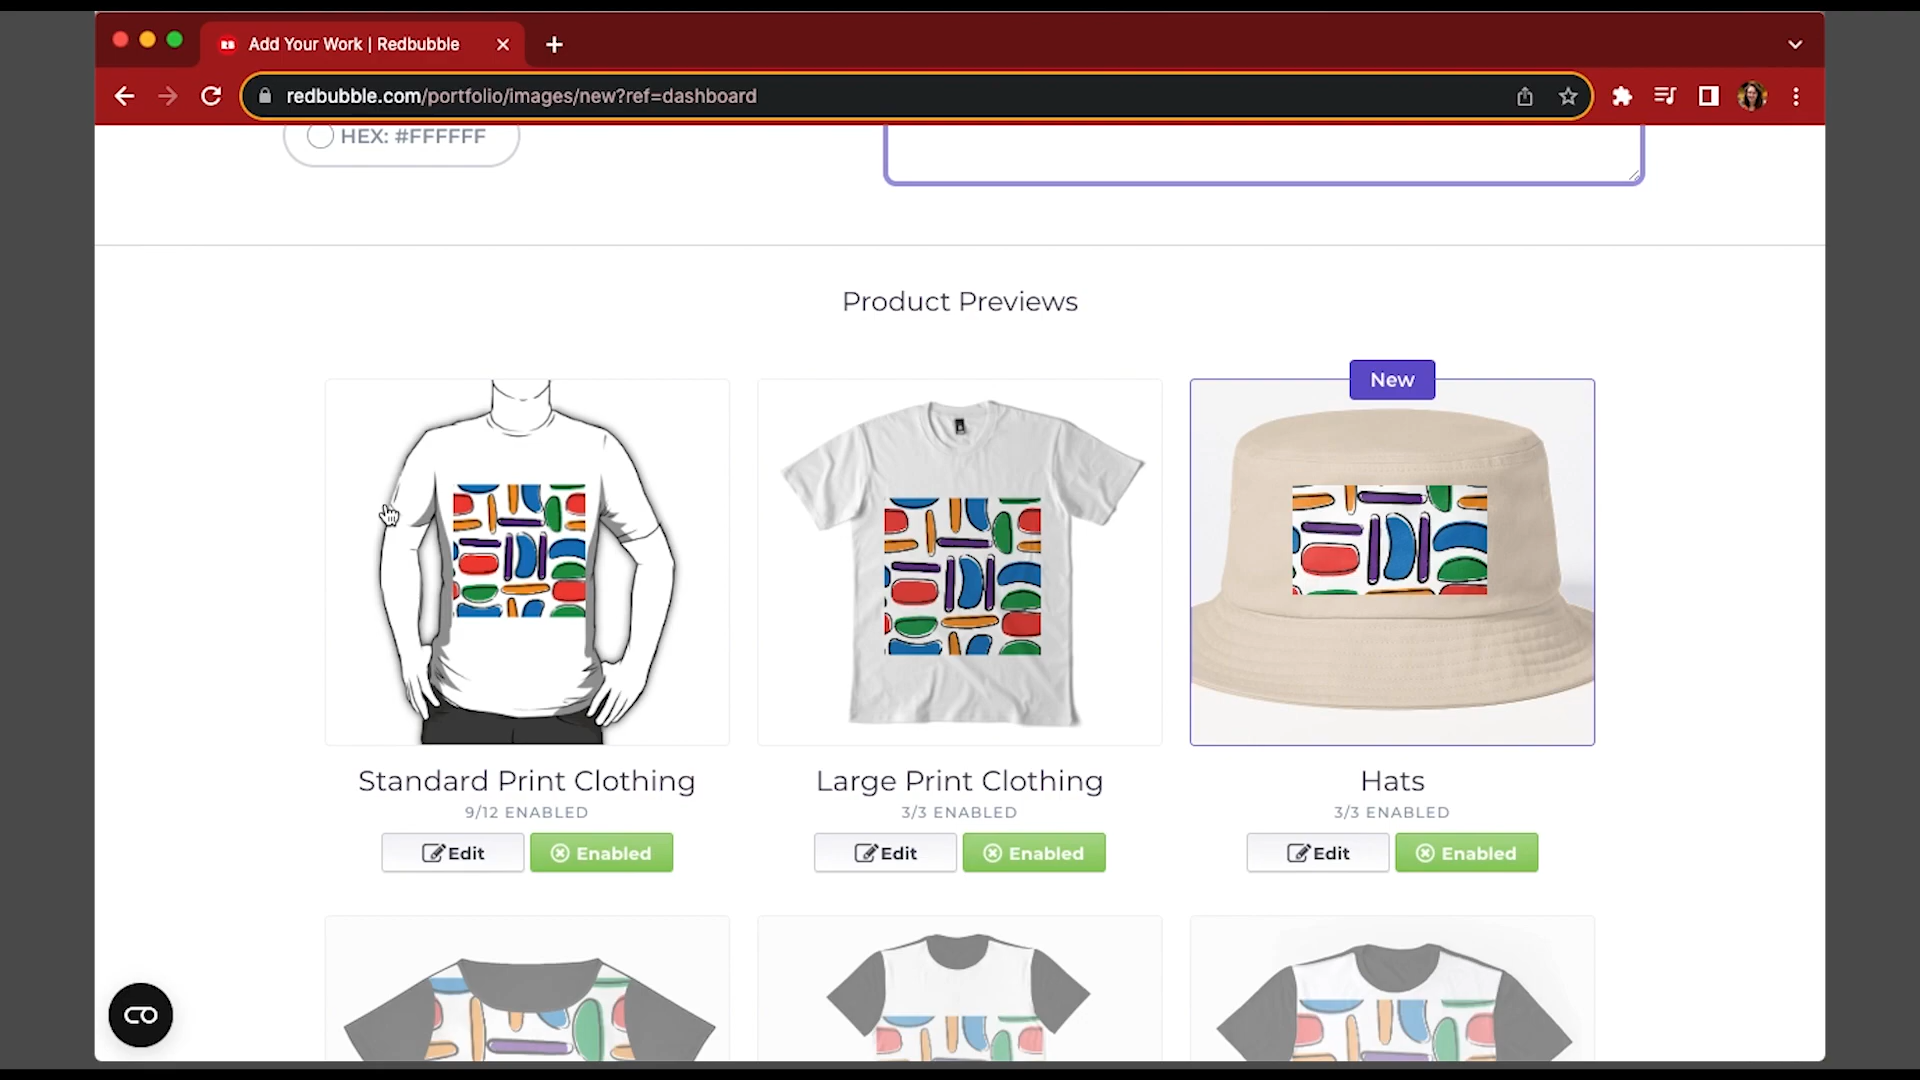 RB Add Your Work | Redbubble
redbubble.com/portfolio/images/new?ref=dashboard
HEX: #FFFFFF
Product Previews
New
Standard Print Clothing
9/12 ENABLED
Edit Enabled
Large Print Clothing
3/3 ENABLED
Edit Enabled
Hats
3/3 ENABLED
Edit Enabled